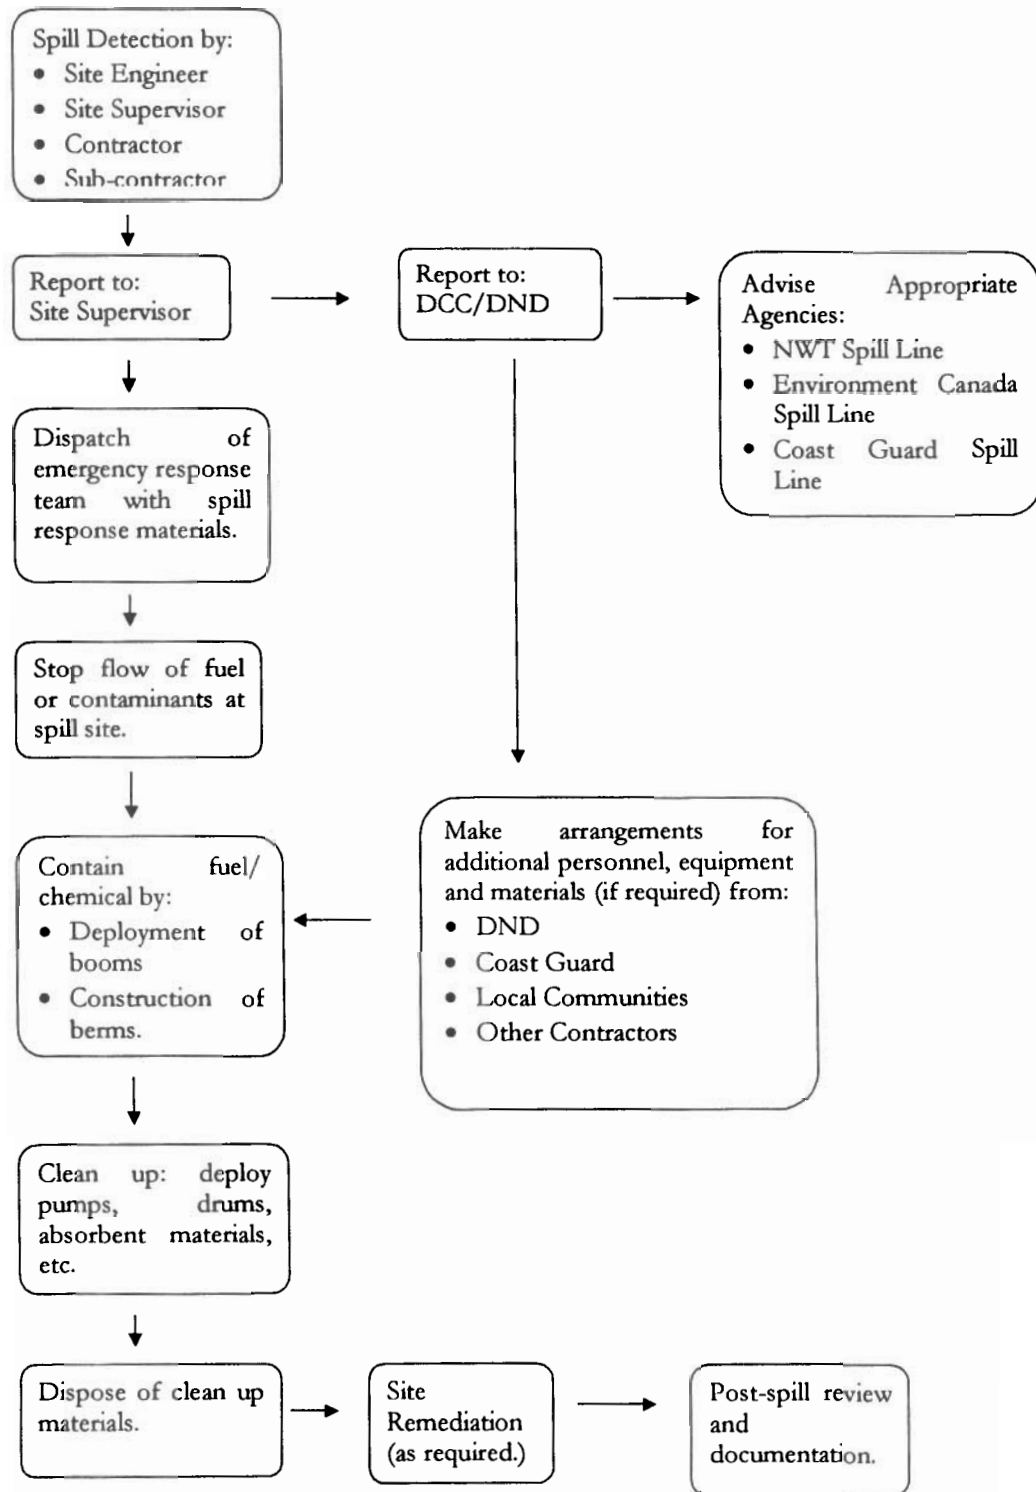 Spill Detection by:
• Site Engineer
• Site Supervisor
• Contractor
• Sub-contractor
Report to:
Site Supervisor
Report to:
DCC/DND
Advise Appropriate
Agencies:
• NWT Spill Line
• Environment Canada
Spill Line
• Coast Guard Spill
Line
Dispatch of
emergency response
team with spill
response materials.
Stop flow of fuel
or contaminants at
spill site.
Contain fuel/
chemical by:
• Deployment of
booms
• Construction of
berms.
Make arrangements for
additional personnel, equipment
and materials (if required) from:
• DND
• Coast Guard
• Local Communities
• Other Contractors
Clean up: deploy
pumps, drums,
absorbent materials,
etc.
Dispose of clean up
materials.
Site
Remediation
(as required.)
Post-spill review
and
documentation.